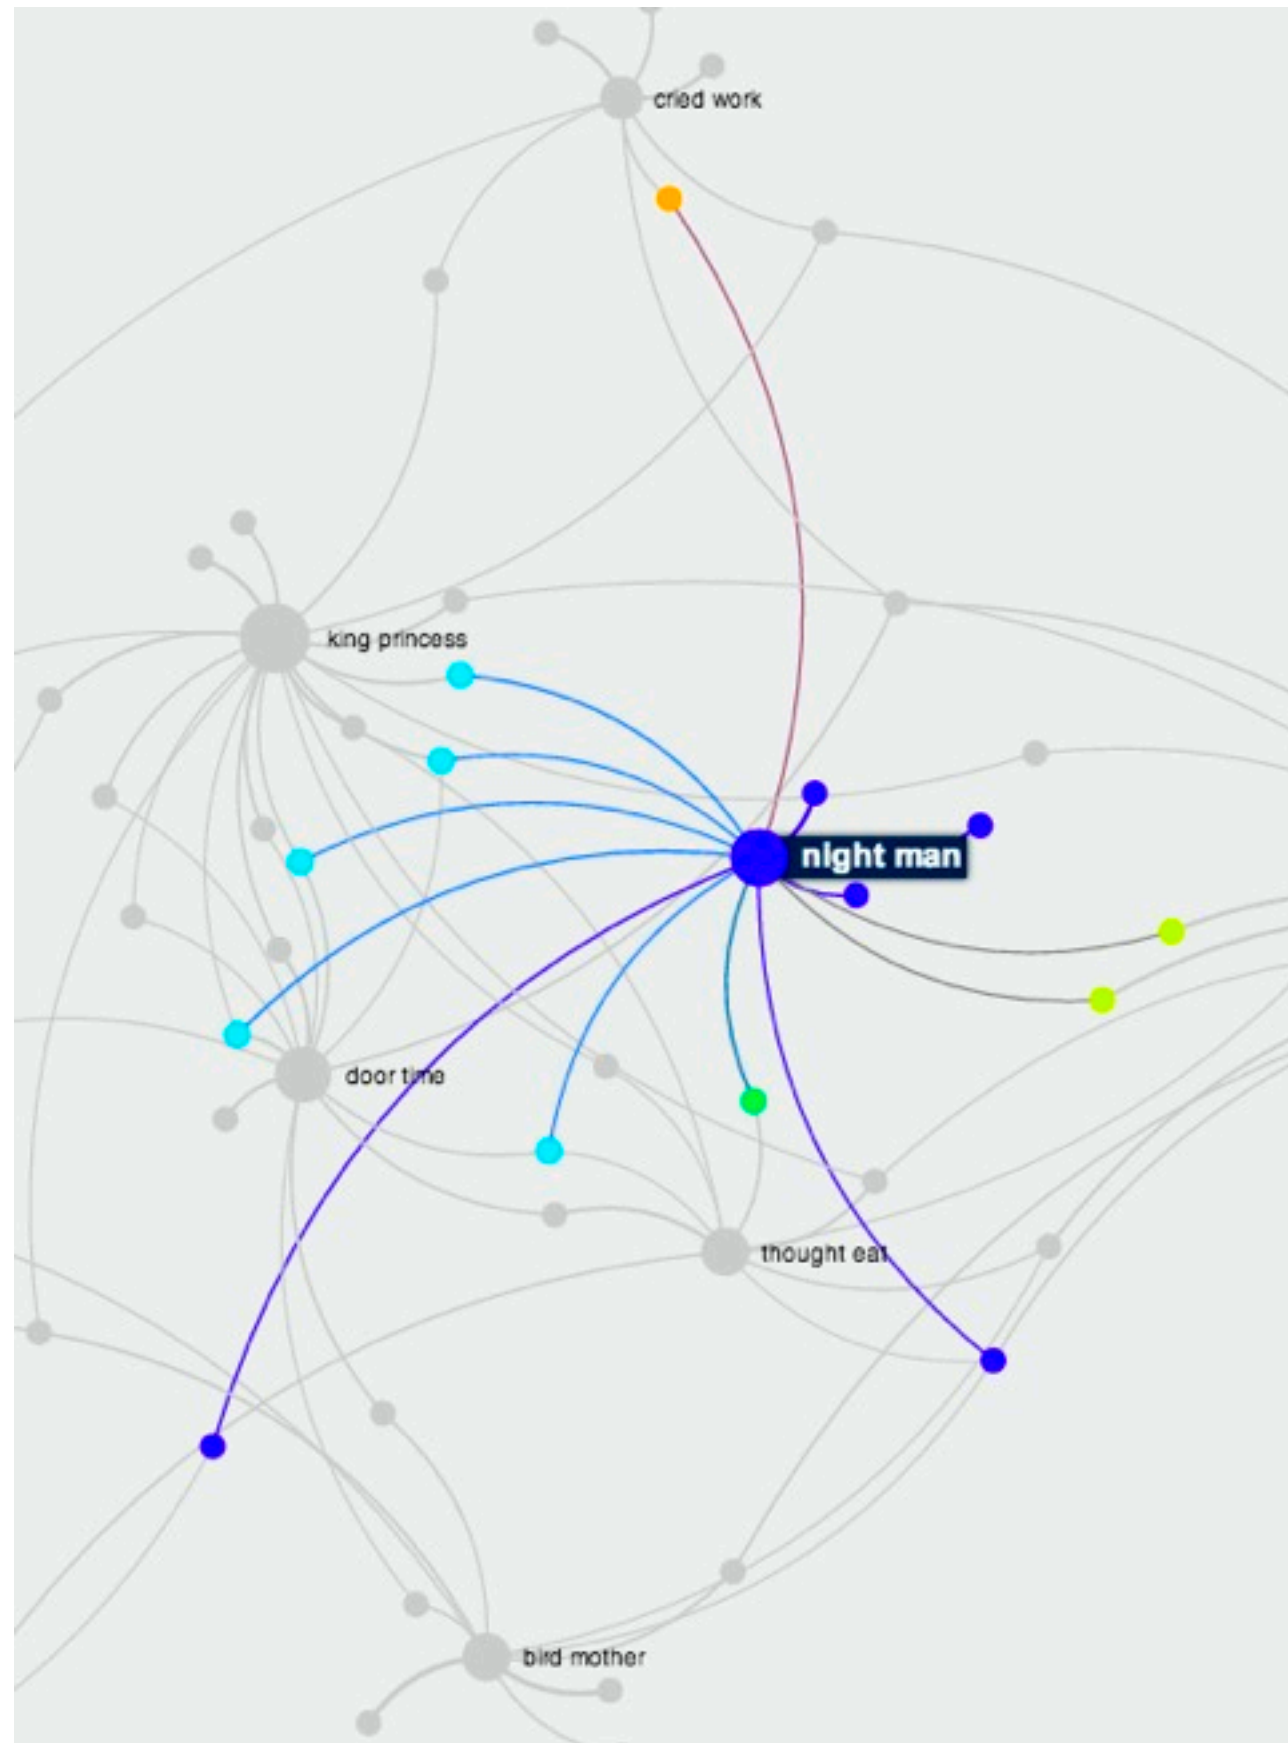 cried work
king princess
night man
door time
thought eat
bird mother